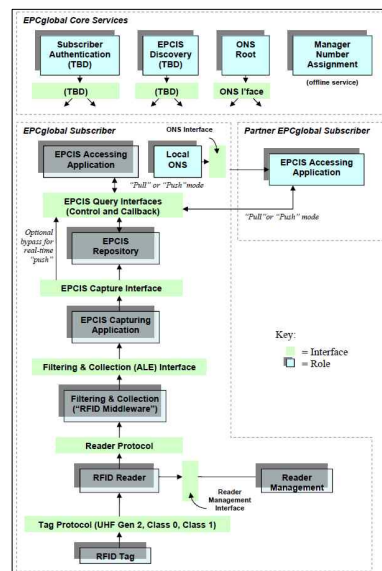 EPCglobal Core Services
Subscriber
Authentication
(TBD)
EPCIS
Discovery
(TBD)
ONS
Root
Manager
Number
Assignment
(offline service)
(TBD)
(TBD)
ONS I'face
EPCglobal Subscriber
ONS Interface
Partner EPCglobal Subscriber
EPCIS Accessing
Application
Local
ONS
EPCIS Accessing
Application
"Pull" or "Push" mode
EPCIS Query Interfaces
(Control and Callback)
"Pull" or "Push" mode
Optional
bypass for
real-time
"push"
EPCIS
Repository
EPCIS Capture Interface
EPCIS Capturing
Application
Key:
= Interface
= Role
Filtering & Collection (ALE) Interface
Filtering & Collection
("RFID Middleware")
Reader Protocol
RFID Reader
Reader
Management
Reader
Management
Interface
Tag Protocol (UHF Gen 2, Class 0, Class 1)
RFID Tag